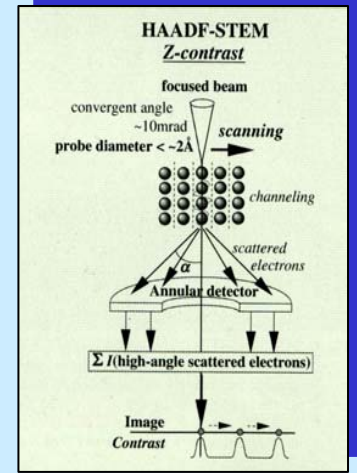 HAADF-STEM
Z-contrast
focused beam
convergent angle
~10mrad
scanning
probe diameter < ~2Å
channeling
scattered
electrons
α
Annular detector
Σ I(high-angle scattered electrons)
Image
Contrast